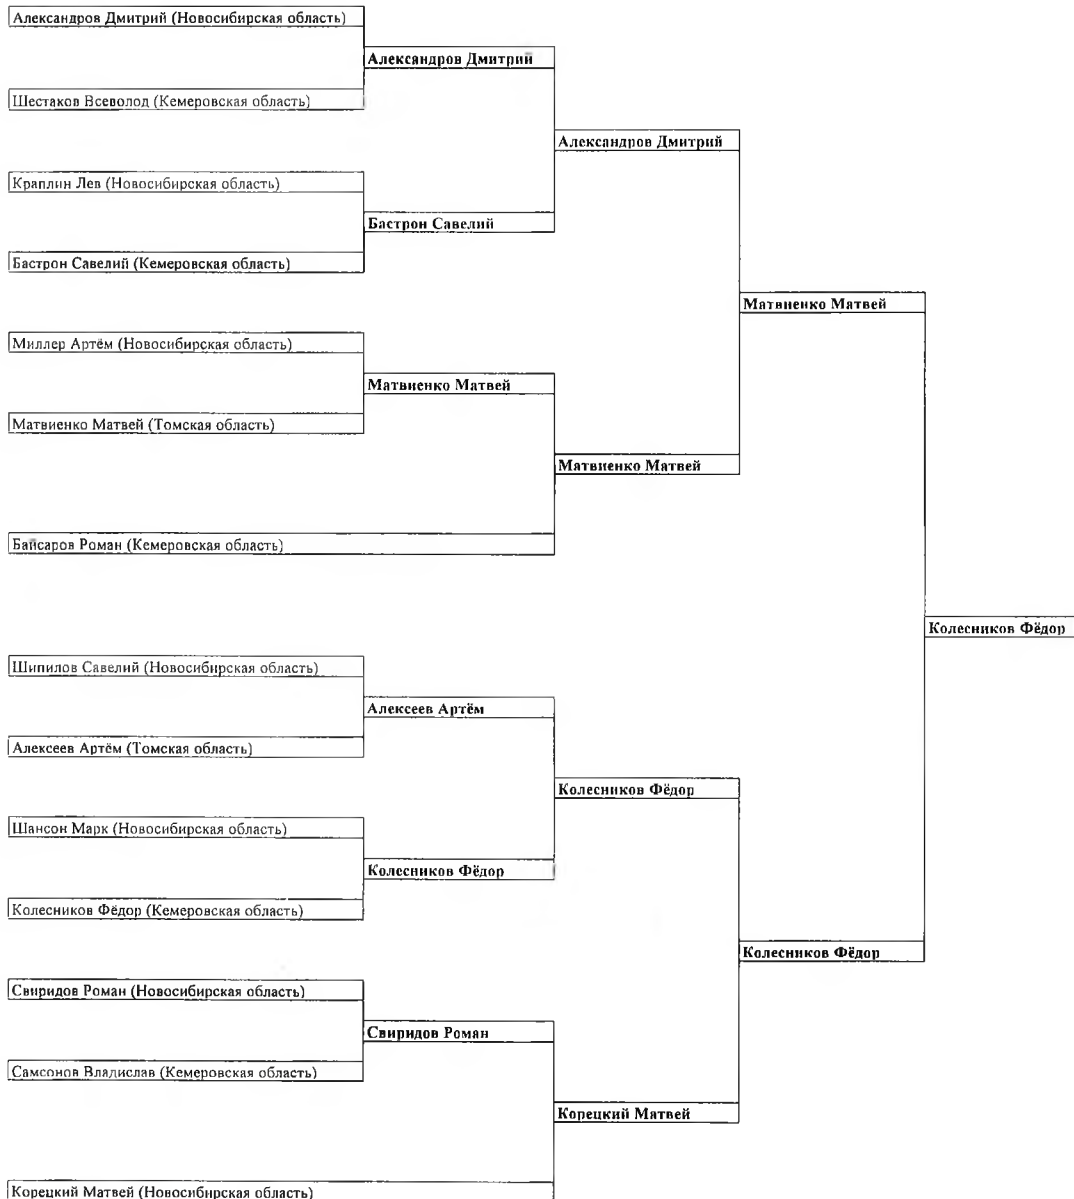 Александров Дмитрий (Новосибирская область)
Александров Дмитрий
Шестаков Всеволод (Кемеровская область)
Александров Дмитрий
Краплин Лев (Новосибирская область)
Бастрон Савелий
Бастрон Савелий (Кемеровская область)
Матвиенко Матвей
Миллер Артём (Новосибирская область)
Матвиенко Матвей
Матвиенко Матвей (Томская область)
Матвиенко Матвей
Байсаров Роман (Кемеровская область)
Колесников Фёдор
Шипилов Савелий (Новосибирская область)
Алексеев Артём
Алексеев Артём (Томская область)
Колесников Фёдор
Шансон Марк (Новосибирская область)
Колесников Фёдор
Колесников Фёдор (Кемеровская область)
Колесников Фёдор
Свиридов Роман (Новосибирская область)
Свиридов Роман
Самсонов Владислав (Кемеровская область)
Корецкий Матвей
Корецкий Матвей (Новосибирская область)